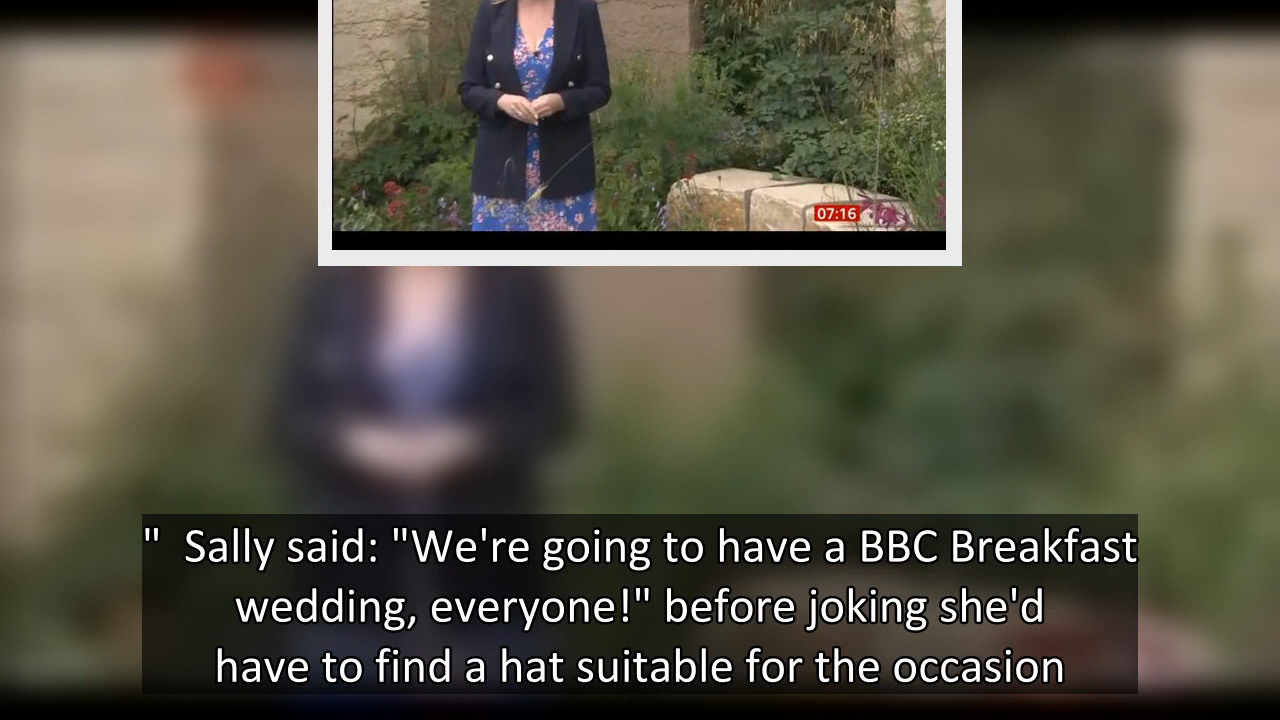 07:16
"  Sally said: "We're going to have a BBC Breakfast
wedding, everyone!" before joking she'd
have to find a hat suitable for the occasion